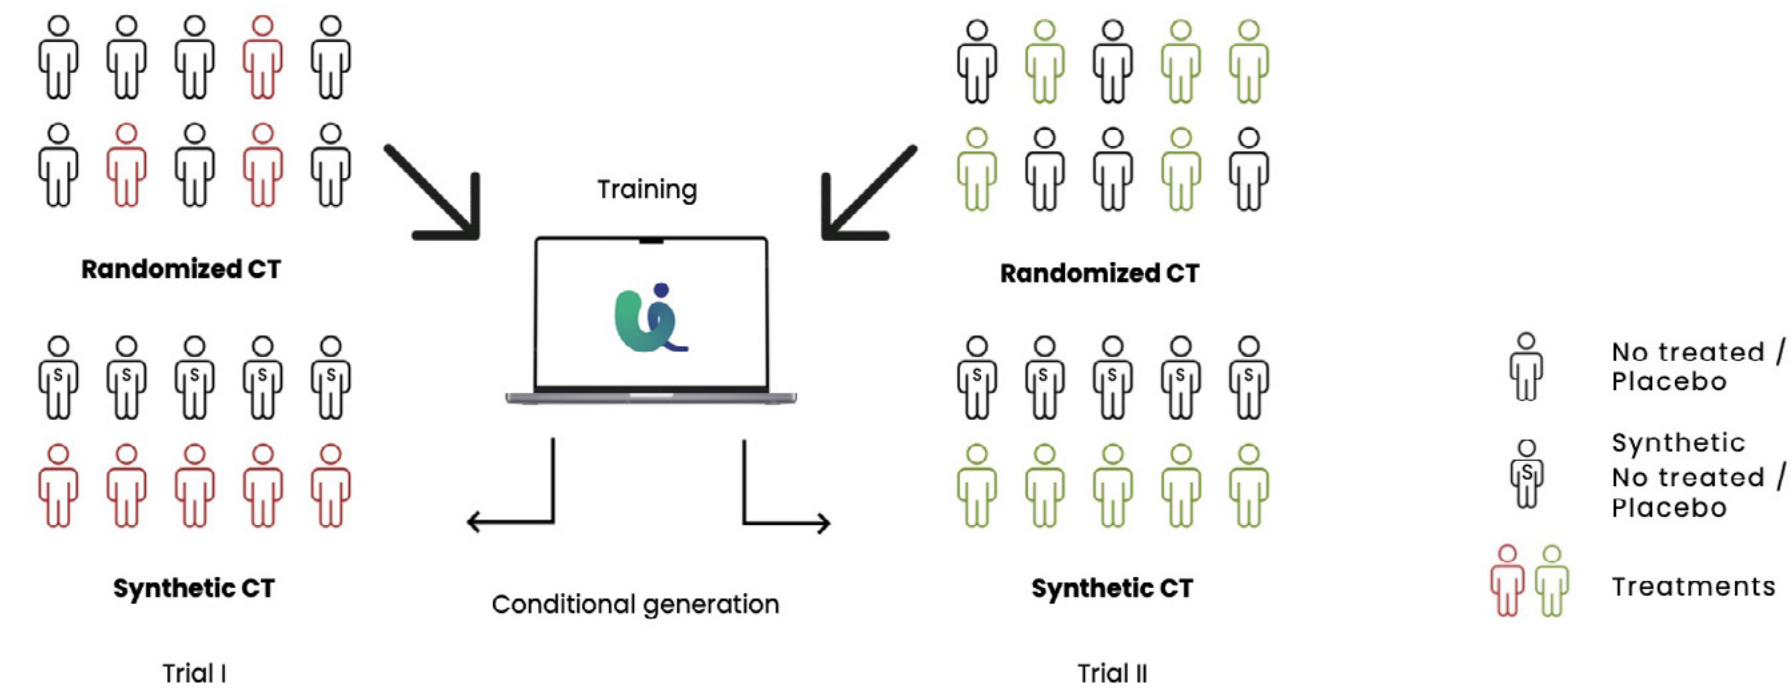 Training
Randomized CT
Randomized CT
S S S S S
S S S S S
Synthetic CT
Synthetic CT
Conditional generation
Trial I
Trial II
No treated /
Placebo
S
Synthetic
No treated /
Placebo
Treatments